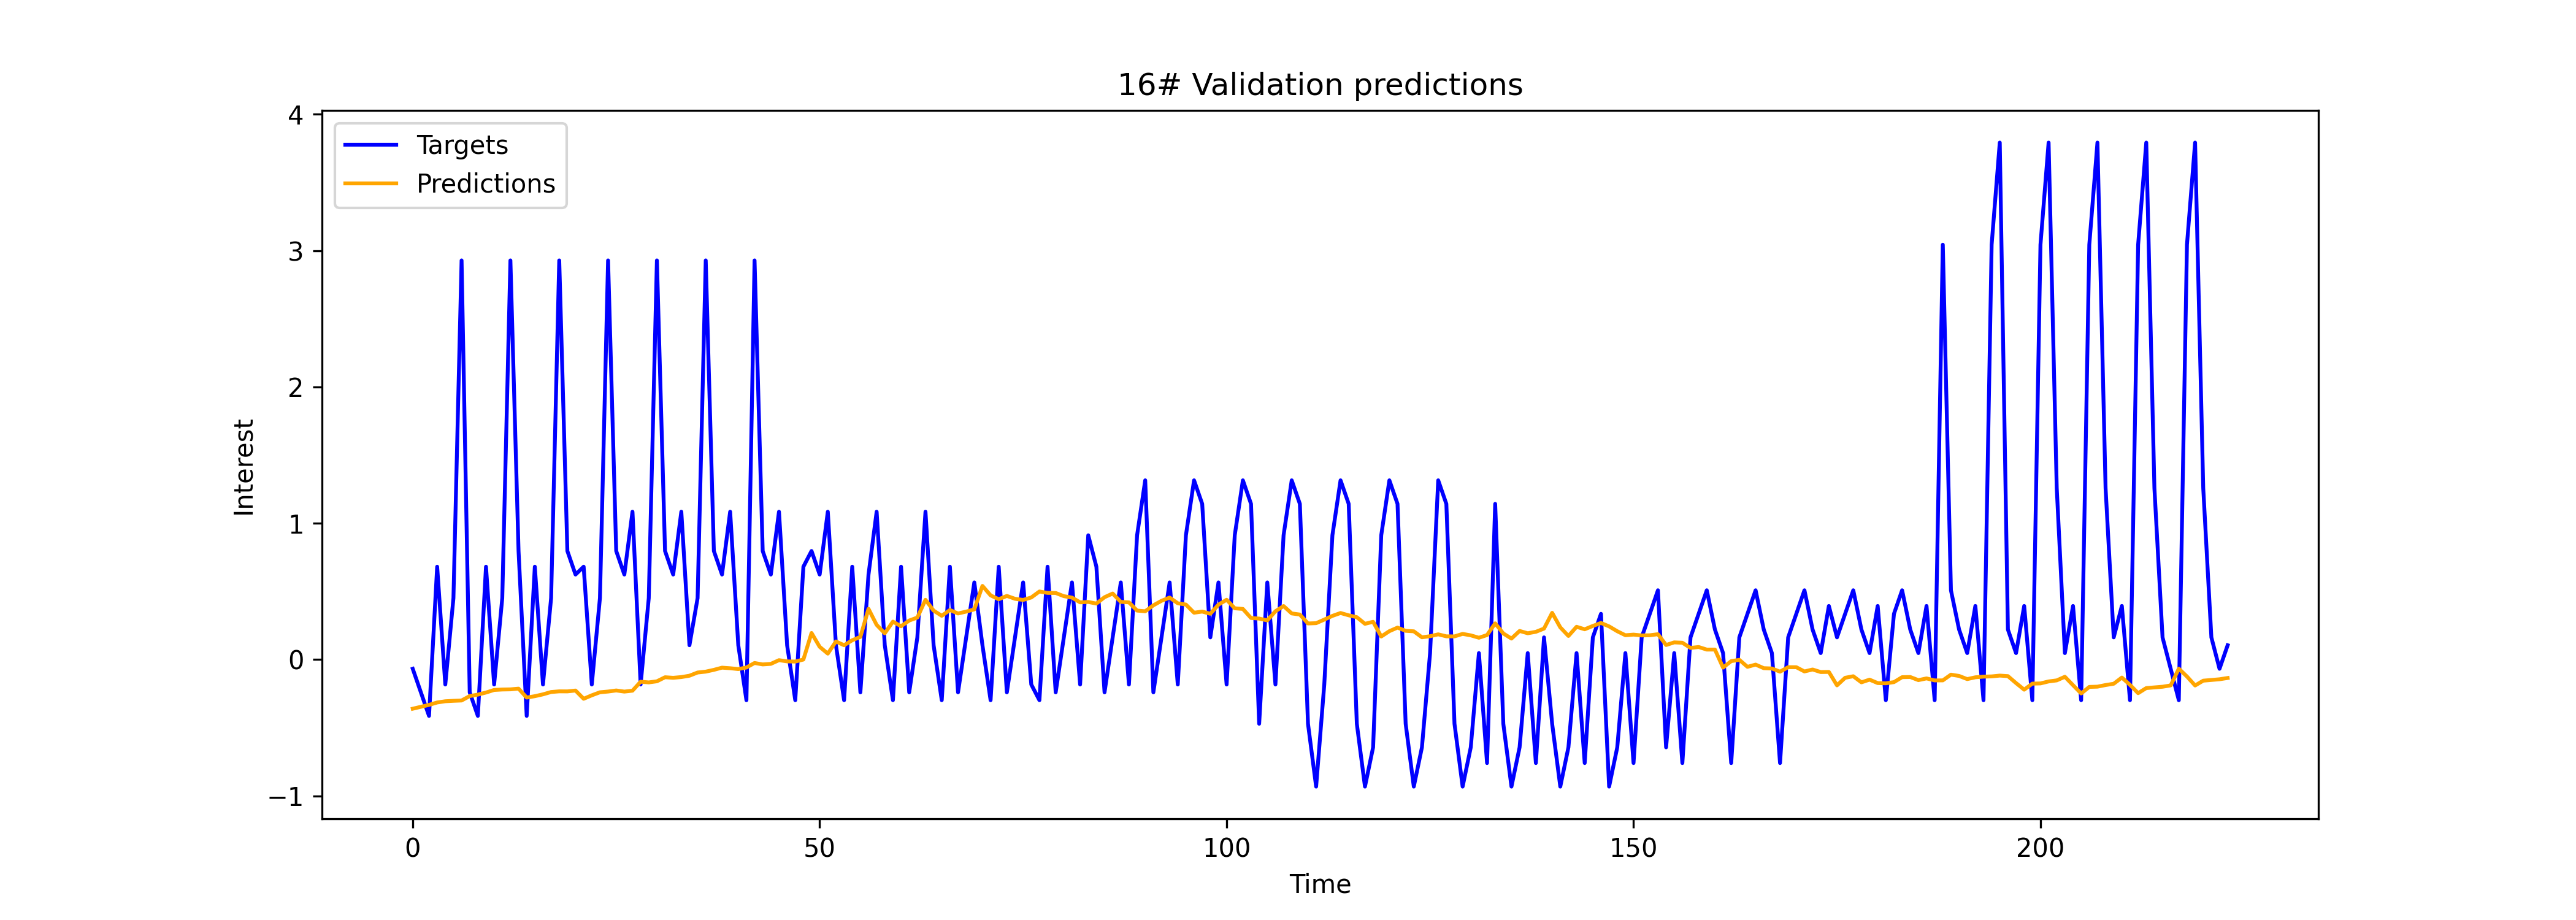 16# Validation predictions
Targets
Predictions
4
3
2
1
0
−1
Interest
0
50
100
150
200
Time